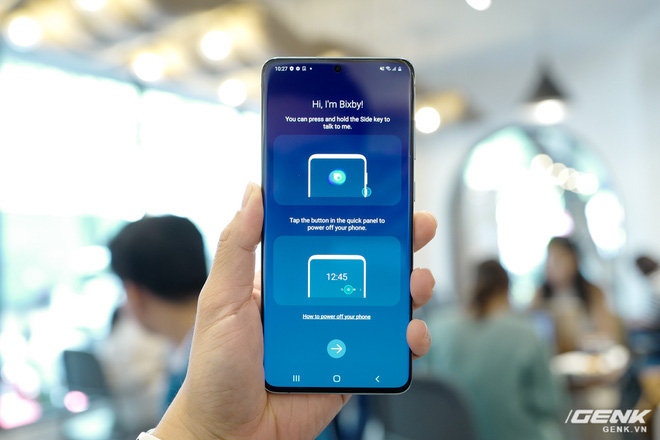 10:27
Hi, I'm Bixby!
You can press and hold the Side key to
talk to me.
Tap the button in the quick panel to
power off your phone.
12:45
How to power off your phone
GENK
GENK.VN